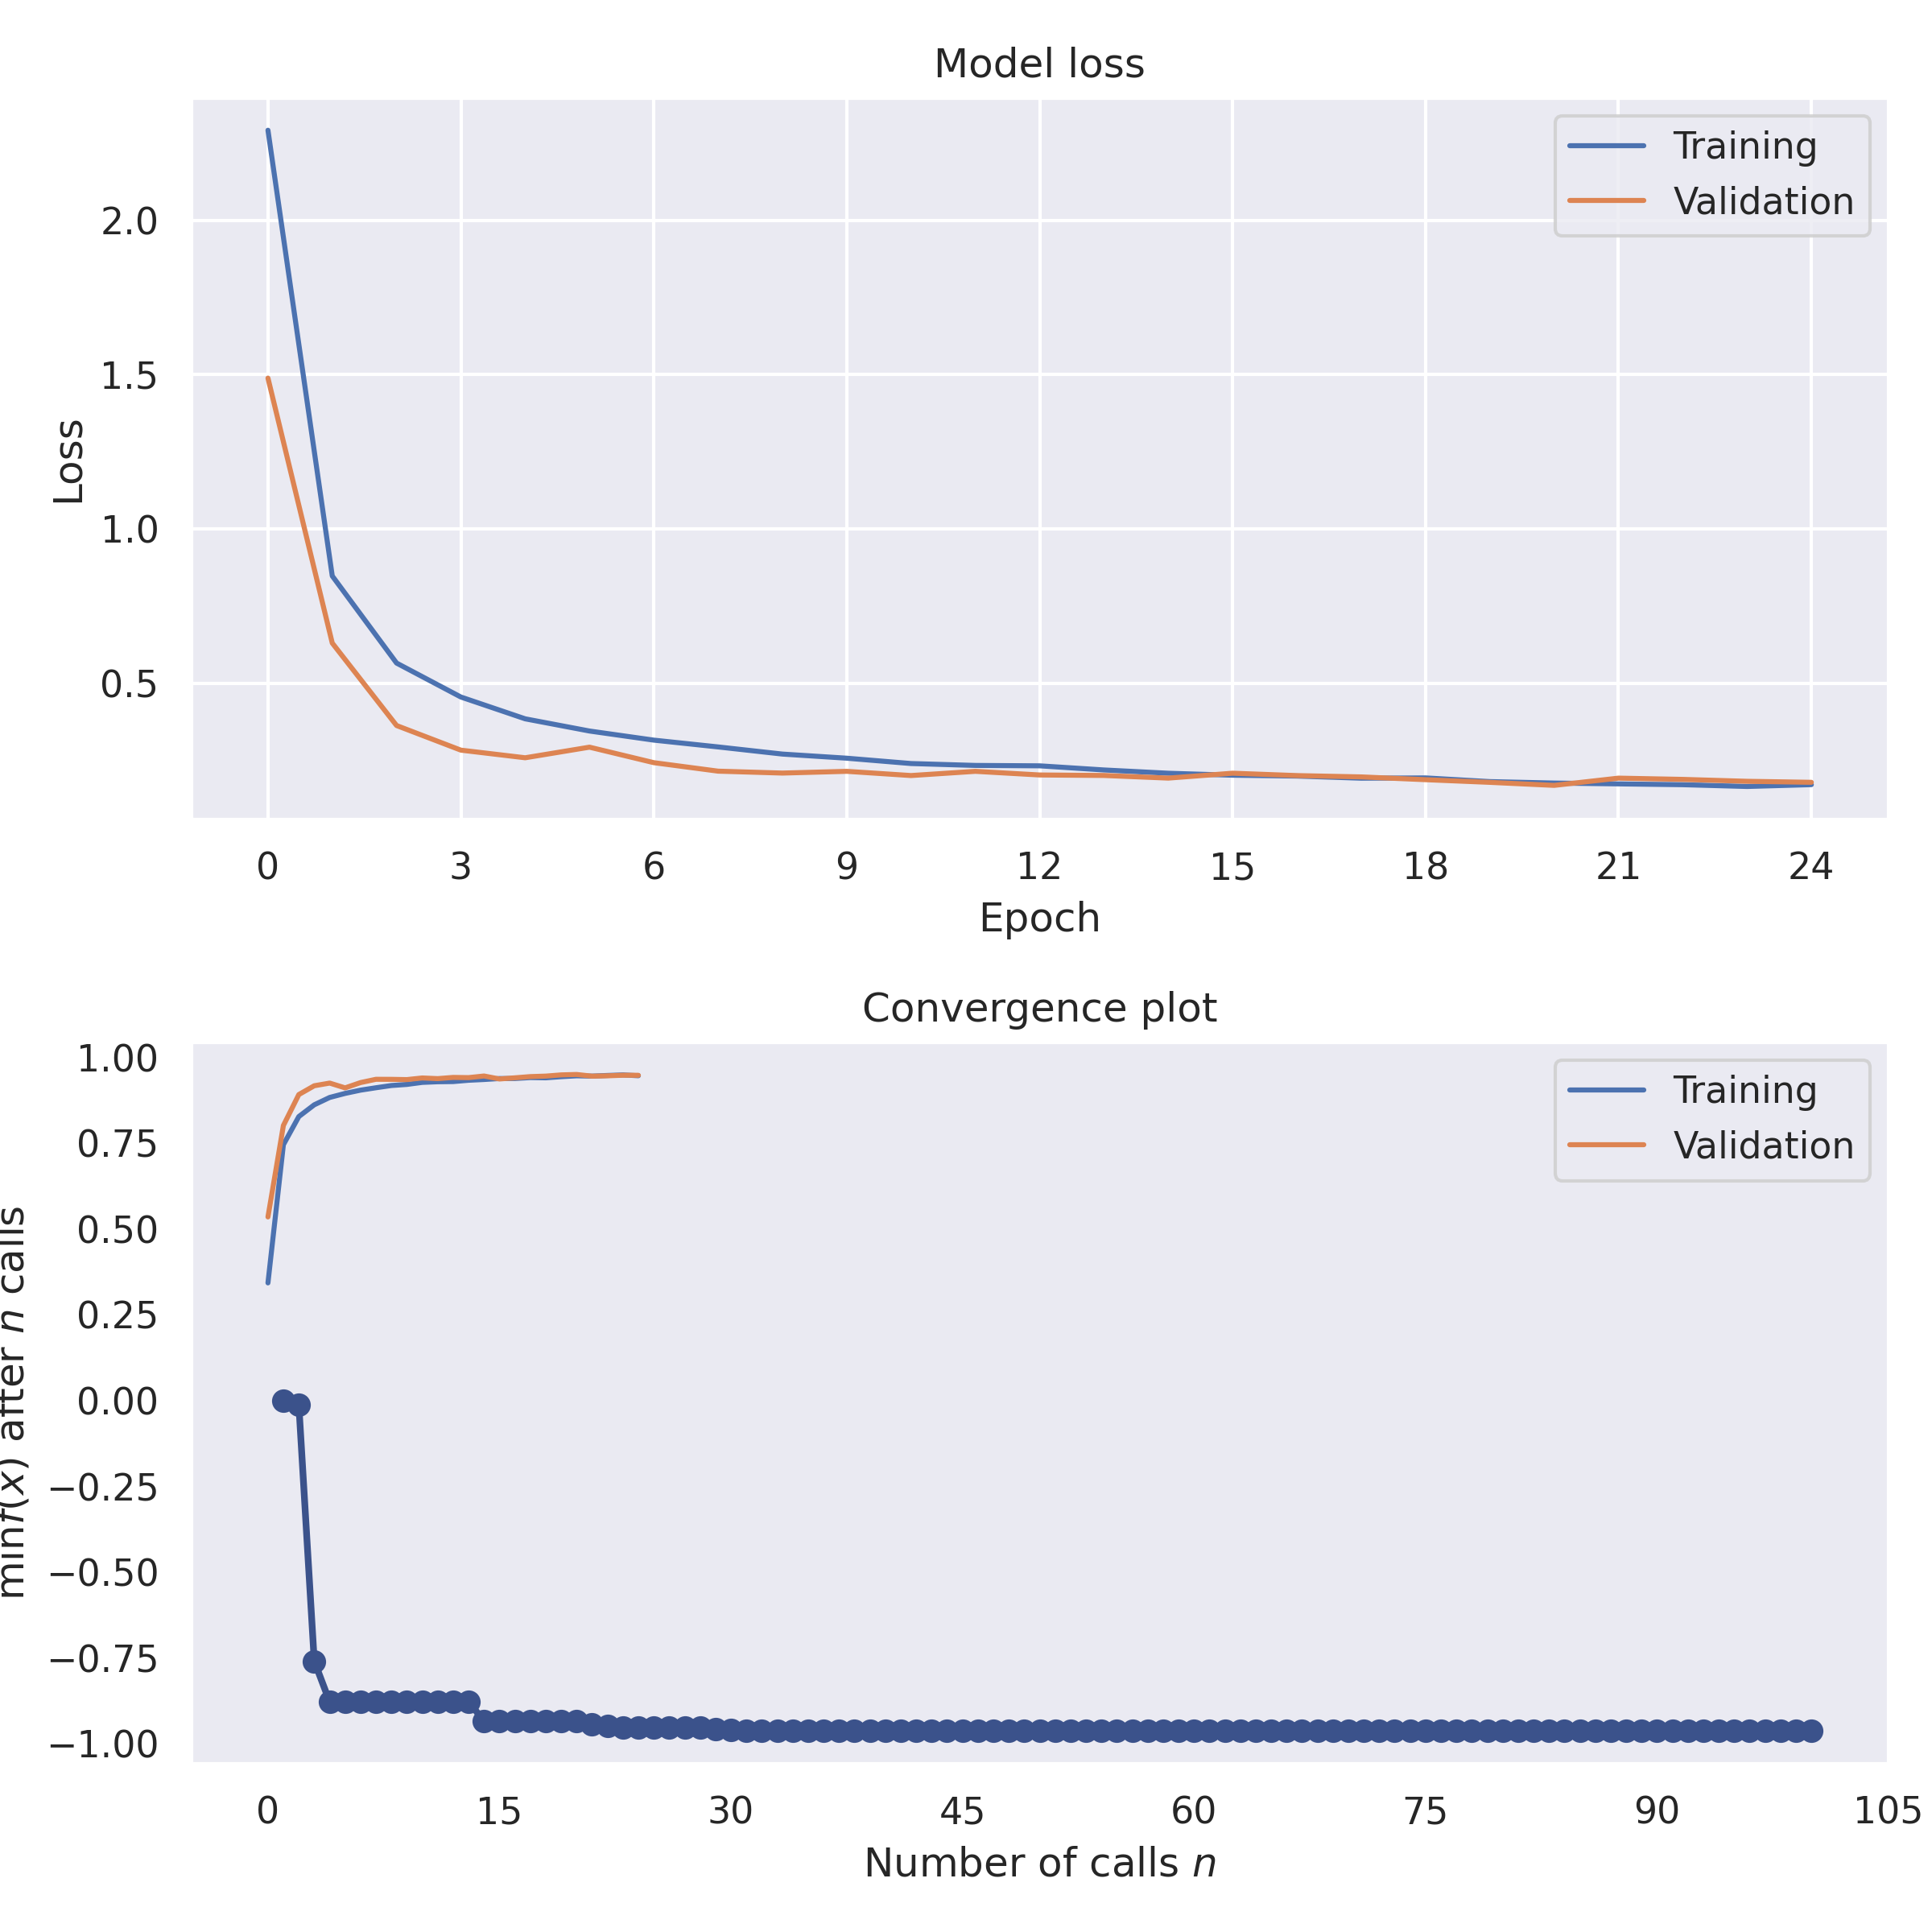 Model loss
Training
Validation
2.0
1.5
1.0
0.5
Loss
0 3 6 9 12 15 18 21 24
Epoch
Convergence plot
Training
Validation
1.00
0.75
0.50
0.25
0.00
−0.25
−0.50
−0.75
−1.00
minf(x) after n calls
0 15 30 45 60 75 90 105
Number of calls n